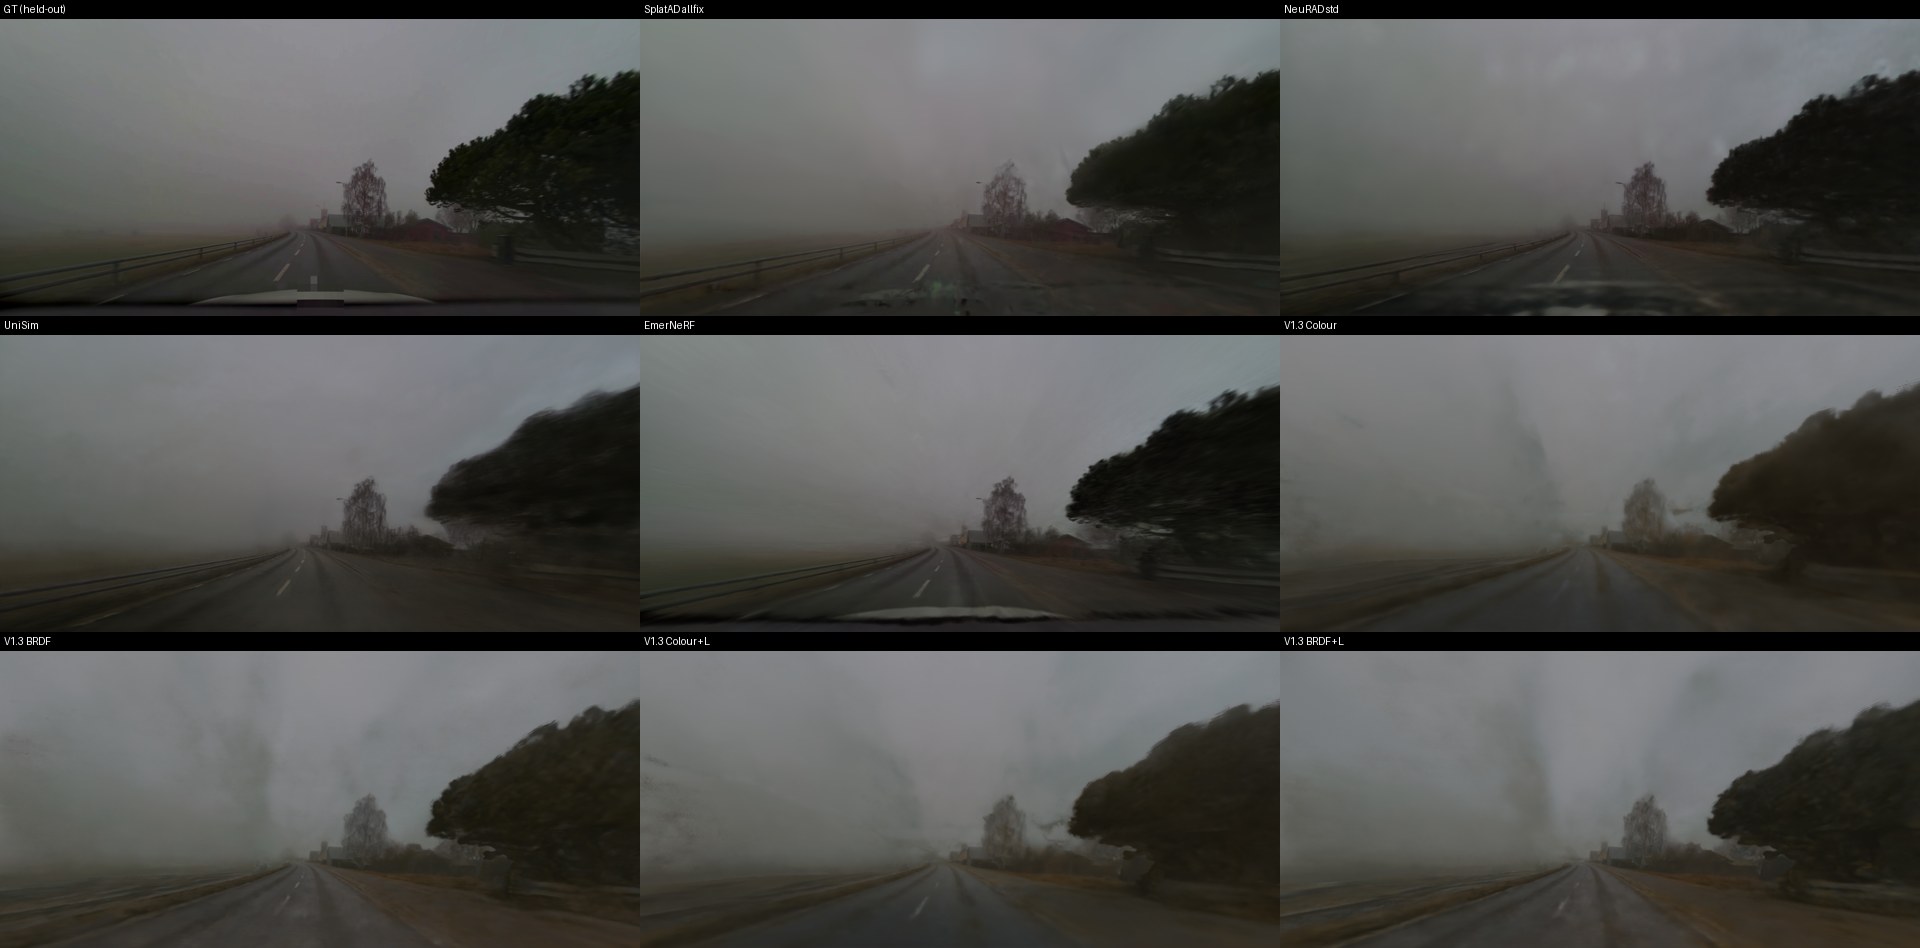 GT (held-out)
SplatAD allfix
NeuRAD std
UniSim
EmerNeRF
V1.3 Colour
V1.3 BRDF
V1.3 Colour+L
V1.3 BRDF+L